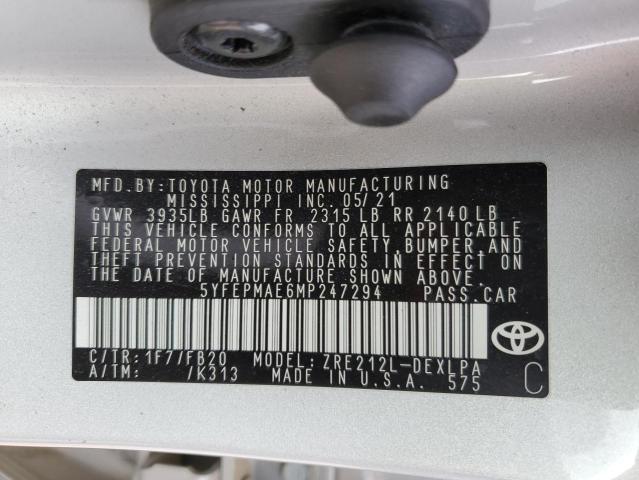 MFD.BY:TOYOTA MOTOR MANUFACTURING
MISSISSIPPI INC. 05/21
GVWR 3935LB GAWR FR 2315 LB RR 2140 LB
THIS VEHICLE CONFORMS TO ALL APPLICABLE
FEDERAL MOTOR VEHICLE SAFETY, BUMPER AND
THEFT PREVENTION STANDARDS IN EFFECT ON
THE DATE OF MANUFACTURE SHOWN ABOVE.
5YFEPMAE6MP247294 PASS.CAR
C/TR: 1F7/FB20 MODEL: ZRE212L-DEXLPA
A/TM: /K313 MADE IN U.S.A. 575
C